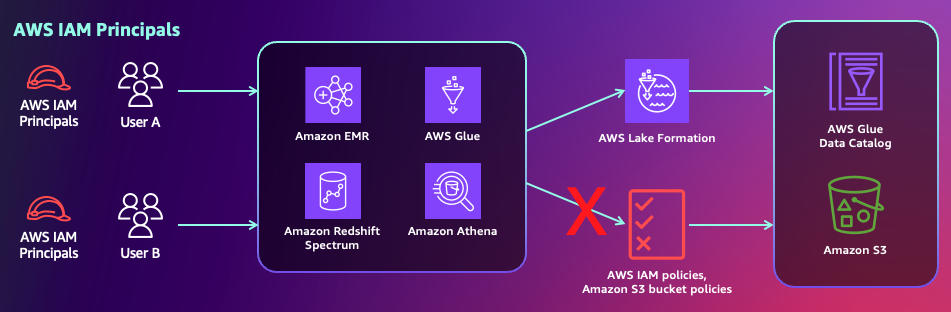 AWS IAM Principals
AWS IAM
Principals
User A
AWS IAM
Principals
User B
Amazon EMR
AWS Glue
Amazon Redshift
Spectrum
Amazon Athena
AWS Lake Formation
X
AWS IAM policies,
Amazon S3 bucket policies
AWS Glue
Data Catalog
Amazon S3